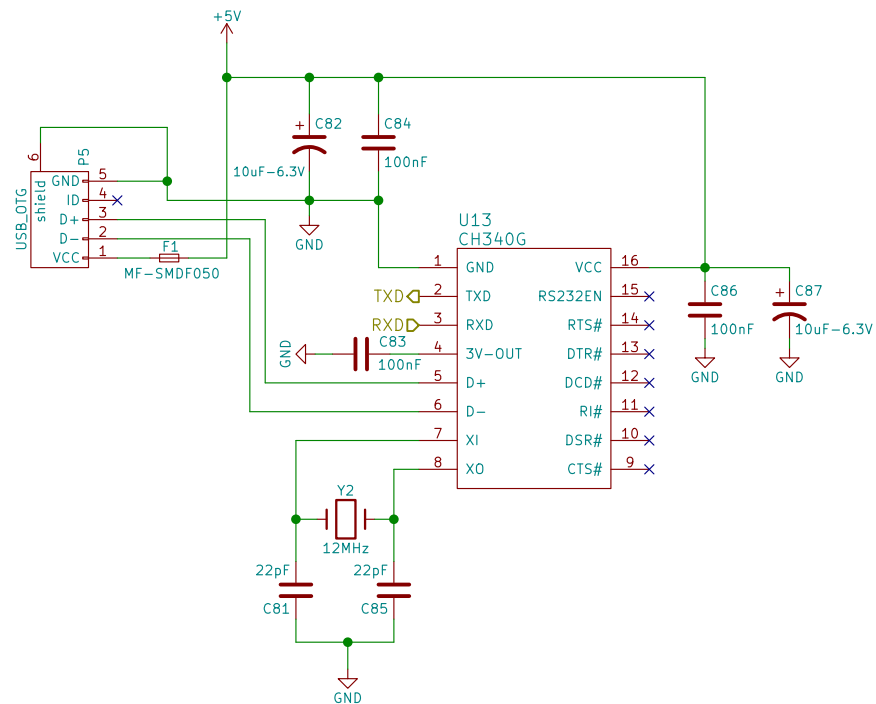 +5V
C82
10uF-6.3V
C84
100nF
GND
USB_OTG
shield
P5
6
GND 5
ID 4
D+ 3
D- 2
VCC 1
F1
MF-SMDF050
U13
CH340G
1 GND
TXD 2 TXD
RXD 3 RXD
4 3V-OUT
5 D+
6 D-
7 XI
8 XO
VCC 16
RS232EN 15
RTS# 14
DTR# 13
DCD# 12
RI# 11
DSR# 10
CTS# 9
GND
C83
100nF
C86
100nF
GND
C87
10uF-6.3V
GND
Y2
12MHz
22pF
C81
22pF
C85
GND